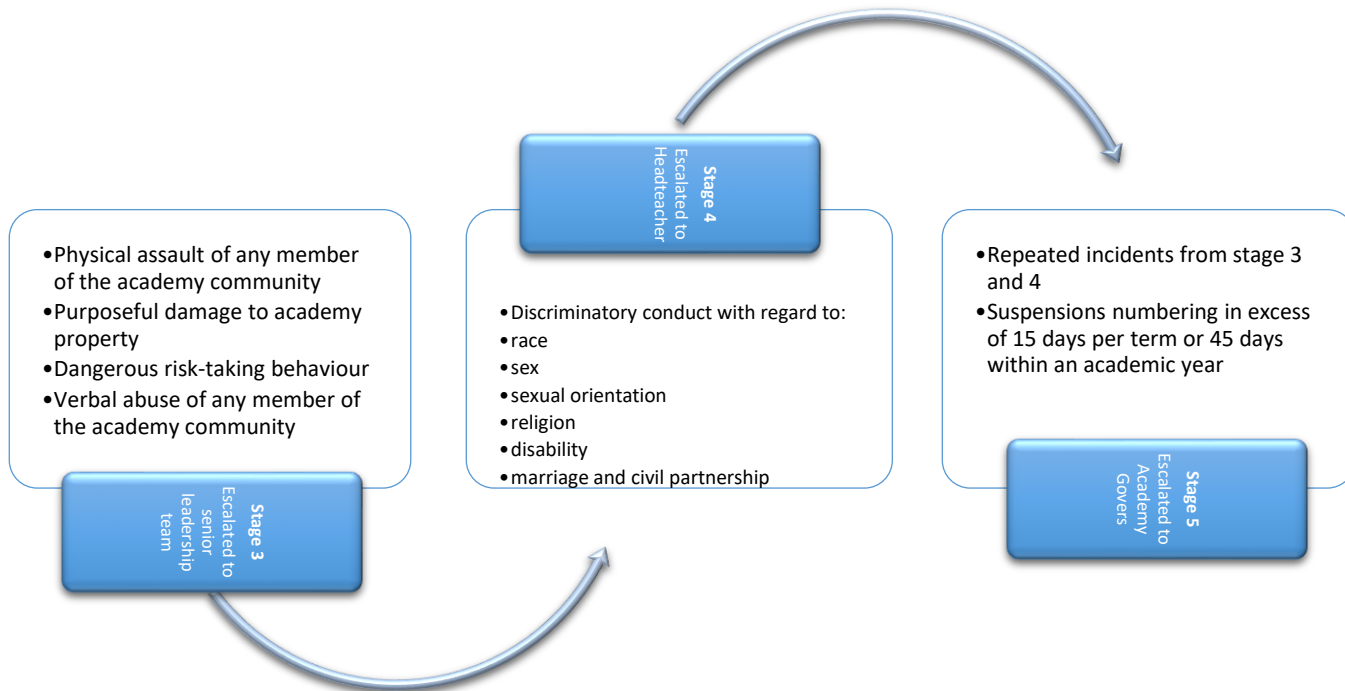 •Physical assault of any member
of the academy community
•Purposeful damage to academy
property
•Dangerous risk-taking behaviour
•Verbal abuse of any member of
the academy community
Stage 3
Escalated to
senior
leadership
team
Stage 4
Escalated to
Headteacher
•Discriminatory conduct with regard to:
•race
•sex
•sexual orientation
•religion
•disability
•marriage and civil partnership
•Repeated incidents from stage 3
and 4
•Suspensions numbering in excess
of 15 days per term or 45 days
within an academic year
Stage 5
Escalated to
Academy
Govers